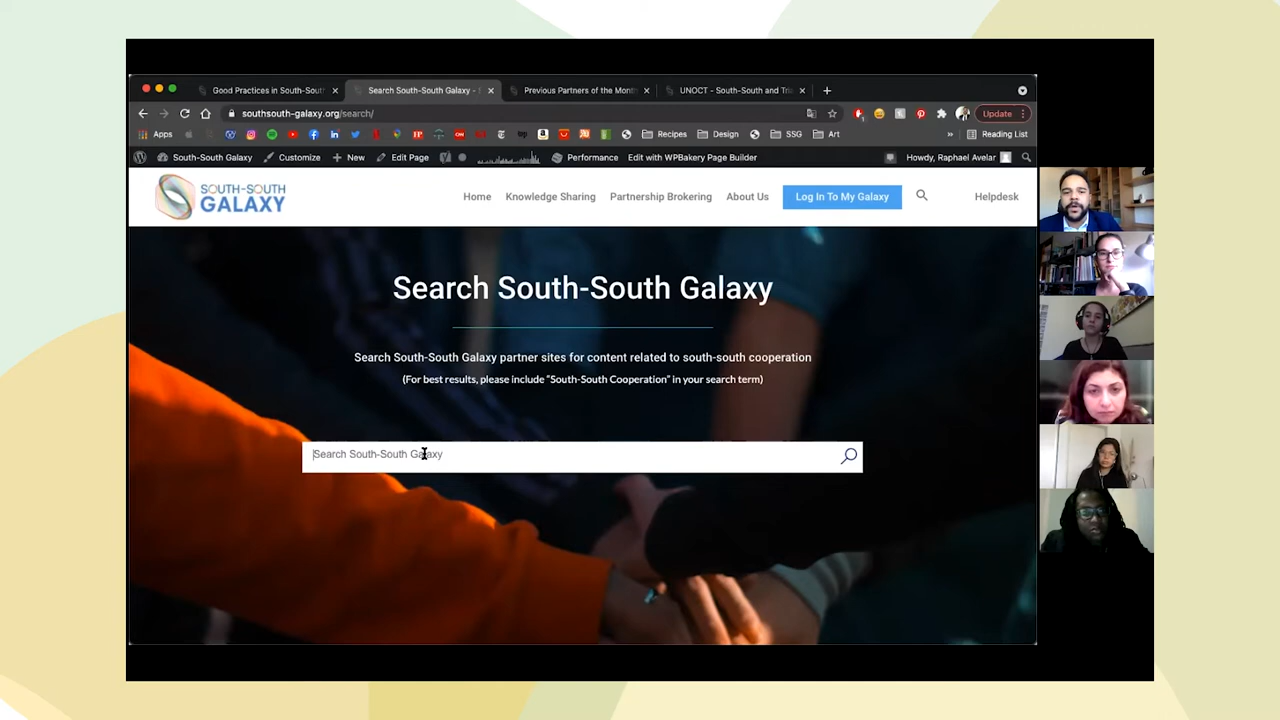 Good Practices in South-Sout
Search South-South Galaxy -
Previous Partners of the Month
UNOCT - South-South and Tri
southsouth-galaxy.org/search/
Update
Apps
Recipes
Design
SSG
Art
Reading List
South-South Galaxy
Customize
New
Edit Page
Performance
Edit with WPBakery Page Builder
Howdy, Raphael Avelar
SOUTH-SOUTH
GALAXY
Home
Knowledge Sharing
Partnership Brokering
About Us
Log In To My Galaxy
Helpdesk
Search South-South Galaxy
Search South-South Galaxy partner sites for content related to south-south cooperation
(For best results, please include “South-South Cooperation” in your search term)
Search South-South Galaxy